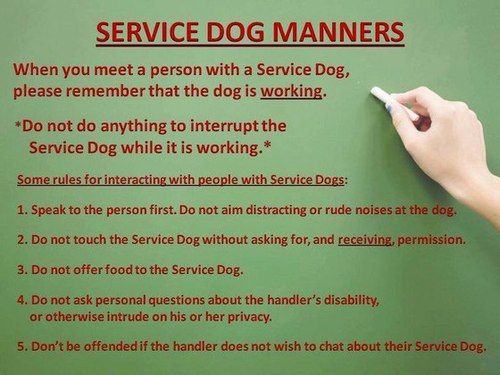 SERVICE DOG MANNERS
When you meet a person with a Service Dog,
please remember that the dog is working.
*Do not do anything to interrupt the
Service Dog while it is working.*
Some rules for interacting with people with Service Dogs:
1. Speak to the person first. Do not aim distracting or rude noises at the dog.
2. Do not touch the Service Dog without asking for, and receiving, permission.
3. Do not offer food to the Service Dog.
4. Do not ask personal questions about the handler's disability,
or otherwise intrude on his or her privacy.
5. Don't be offended if the handler does not wish to chat about their Service Dog.